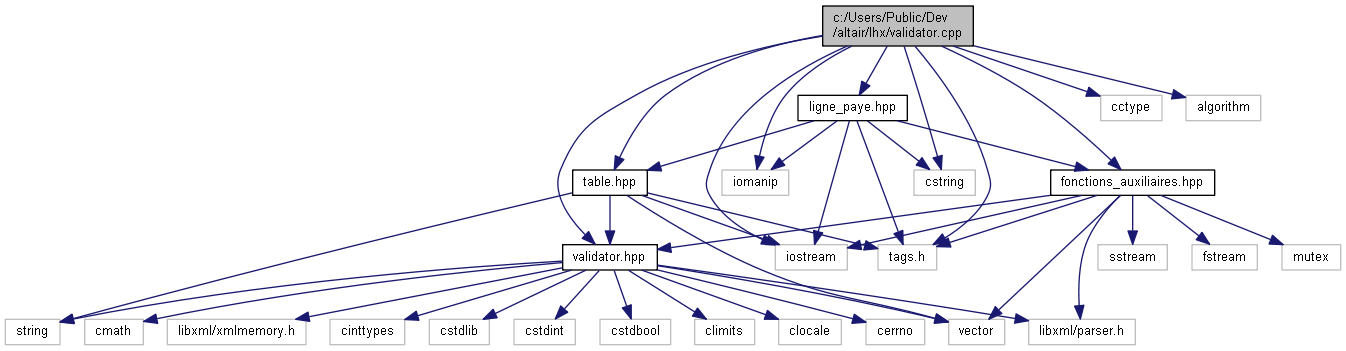 c:/Users/Public/Dev
/altair/lhx/validator.cpp
ligne_paye.hpp
cctype
algorithm
table.hpp
iomanip
cstring
fonctions_auxiliaires.hpp
validator.hpp
iostream
tags.h
sstream
fstream
mutex
string
cmath
libxml/xmlmemory.h
cinttypes
cstdlib
cstdint
cstdbool
climits
clocale
cerrno
vector
libxml/parser.h